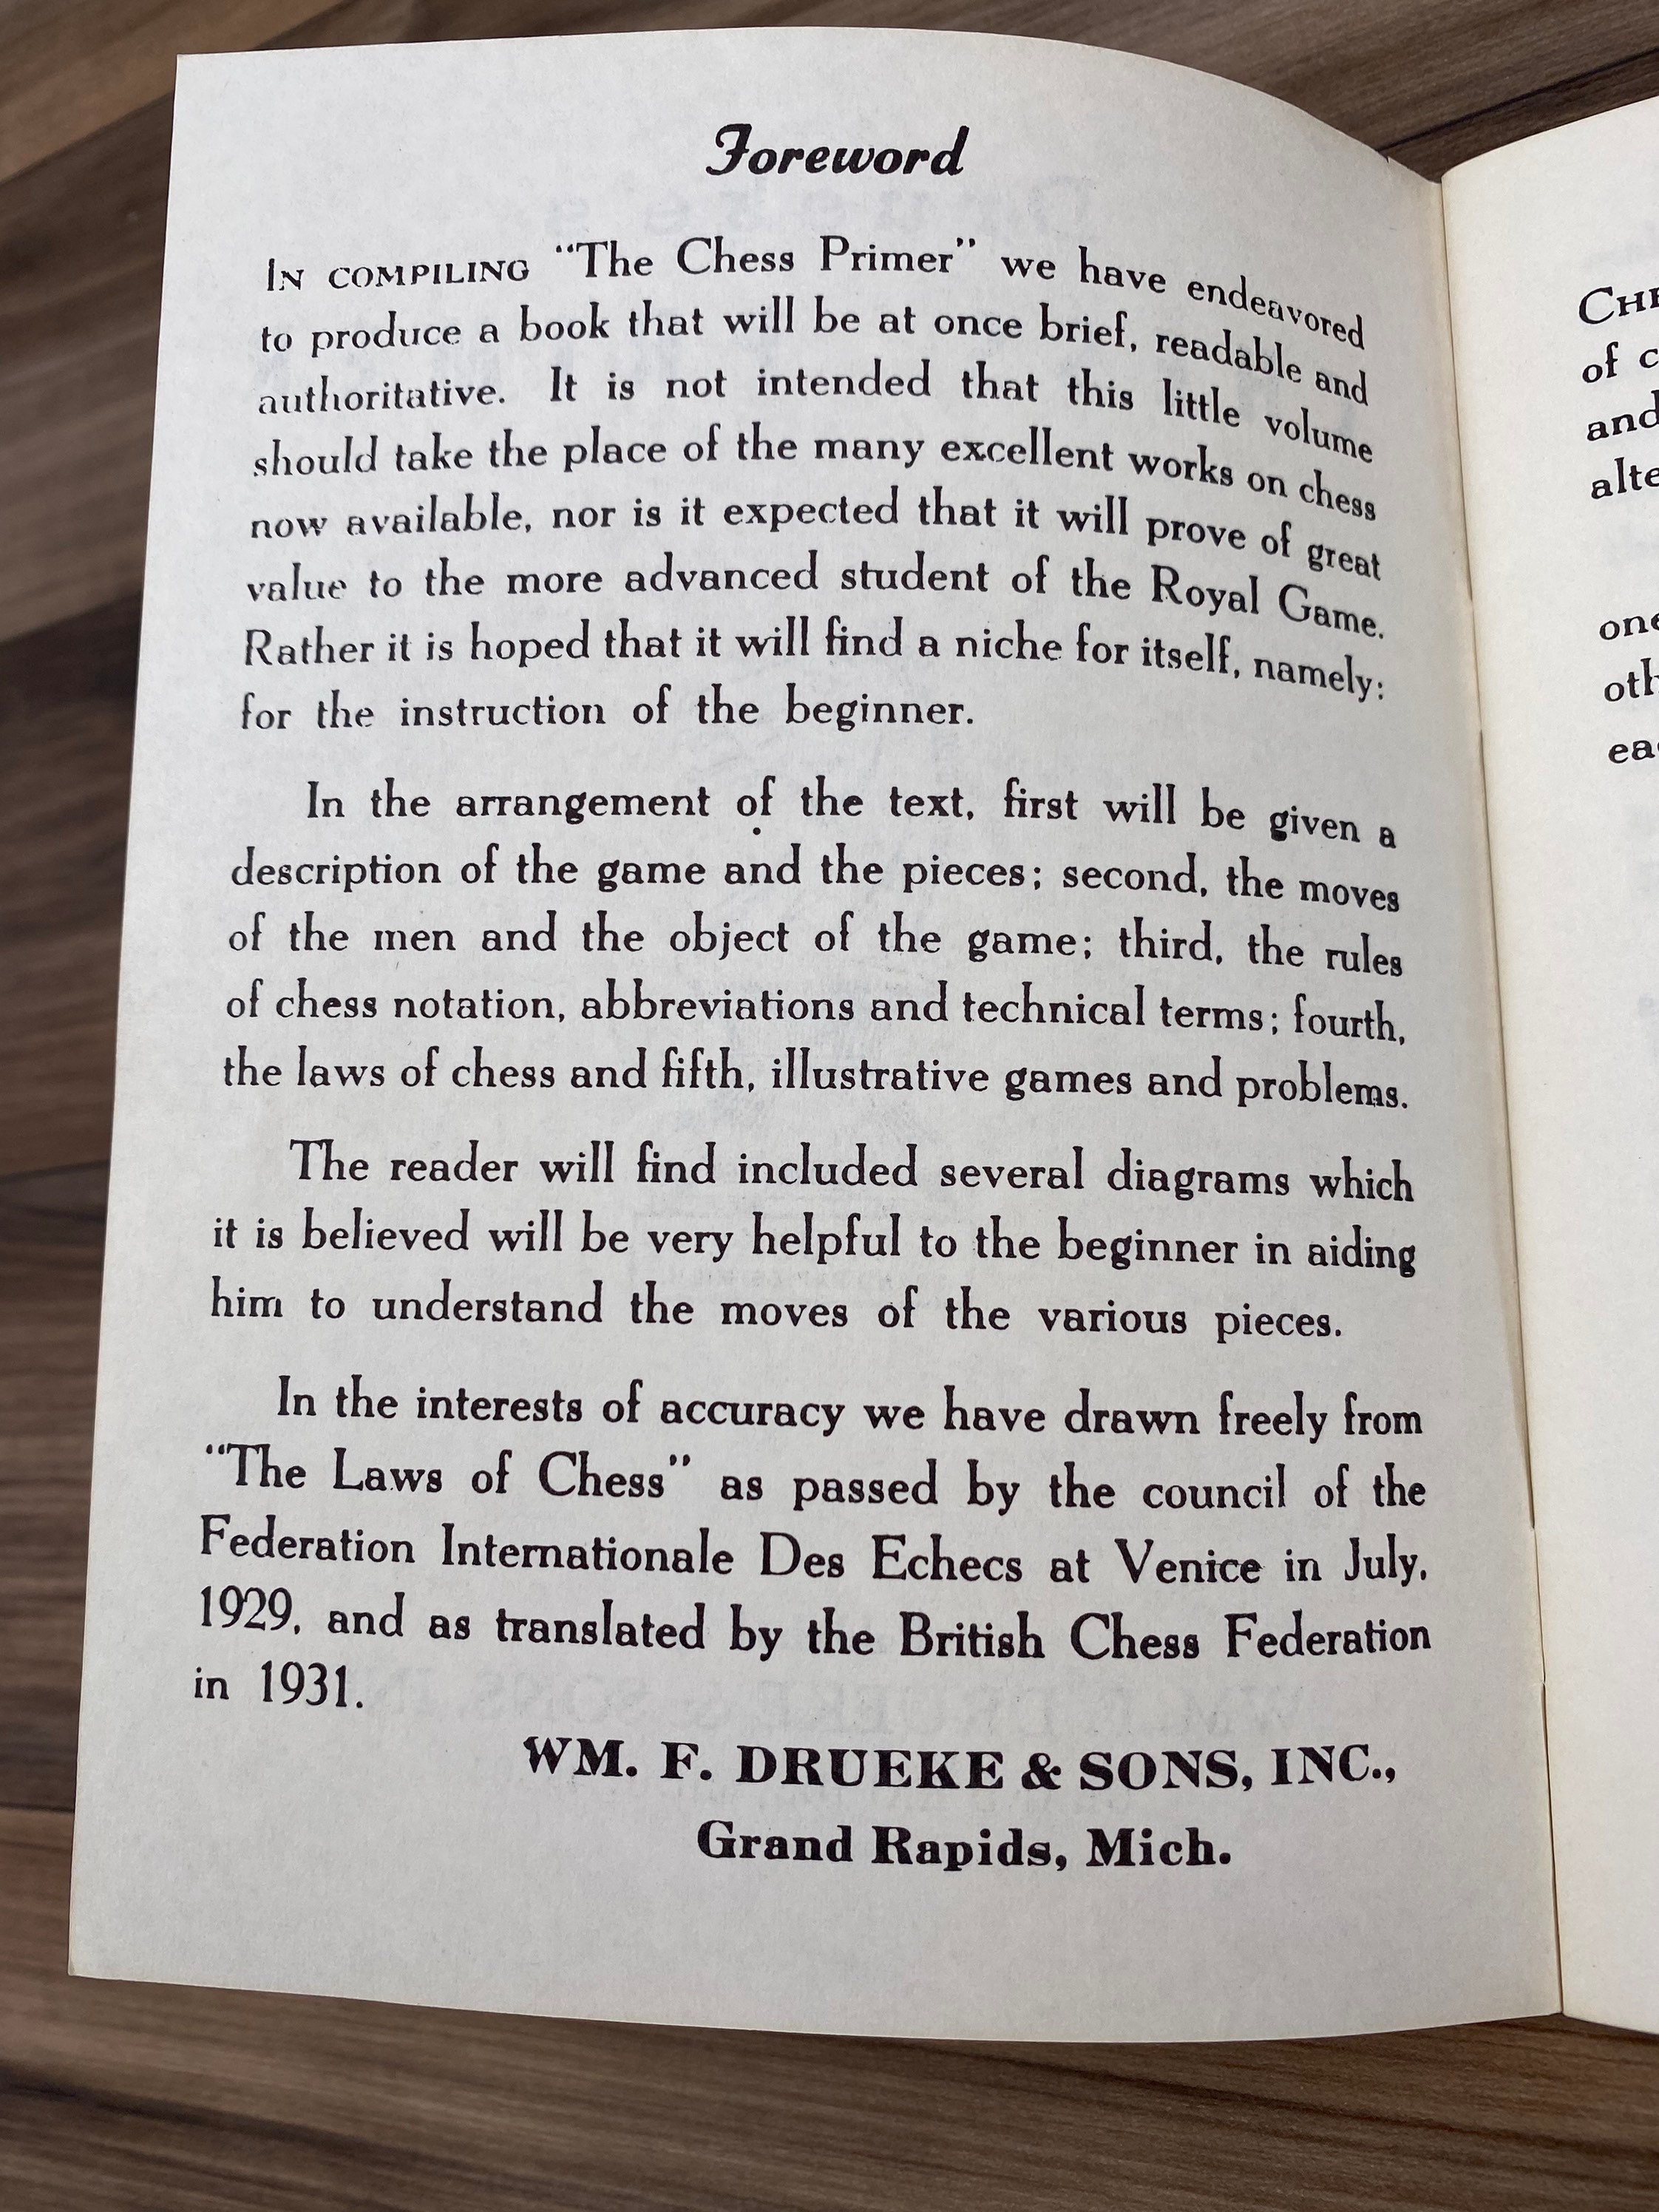 Foreword
In compiling "The Chess Primer" we have endeavored
to produce a book that will be at once brief, readable and
authoritative. It is not intended that this little volume
should take the place of the many excellent works on chess
now available, nor is it expected that it will prove of great
value to the more advanced student of the Royal Game.
Rather it is hoped that it will find a niche for itself, namely:
for the instruction of the beginner.
In the arrangement of the text, first will be given a
description of the game and the pieces; second, the moves
of the men and the object of the game; third, the rules
of chess notation, abbreviations and technical terms; fourth,
the laws of chess and fifth, illustrative games and problems.
The reader will find included several diagrams which
it is believed will be very helpful to the beginner in aiding
him to understand the moves of the various pieces.
In the interests of accuracy we have drawn freely from
"The Laws of Chess" as passed by the council of the
Federation Internationale Des Echecs at Venice in July,
1929, and as translated by the British Chess Federation
in 1931.
WM. F. DRUEKE & SONS, INC.,
Grand Rapids, Mich.
of
and